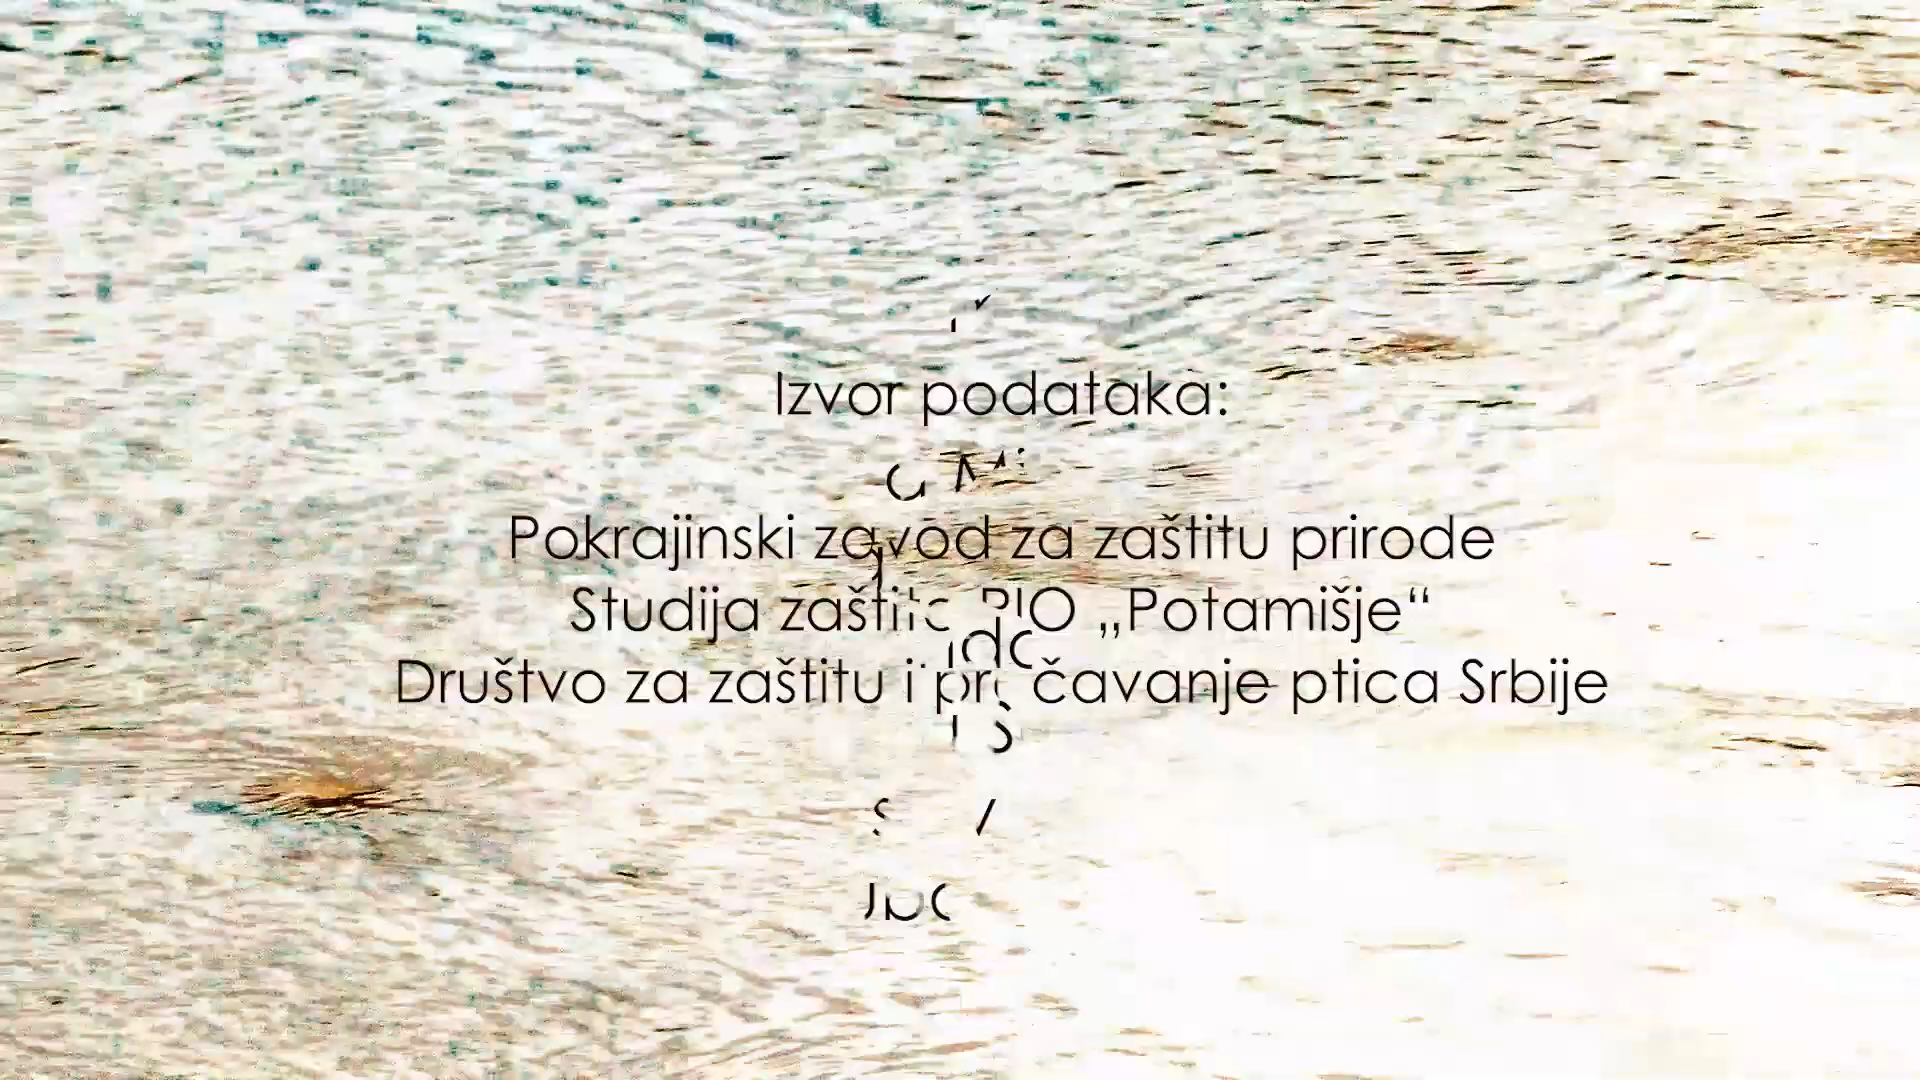 Izvor podataka:
Pokrajinski zavod za zaštitu prirode
Studija zaštite PIO „Potamišje“
Društvo za zaštitu i proučavanje ptica Srbije